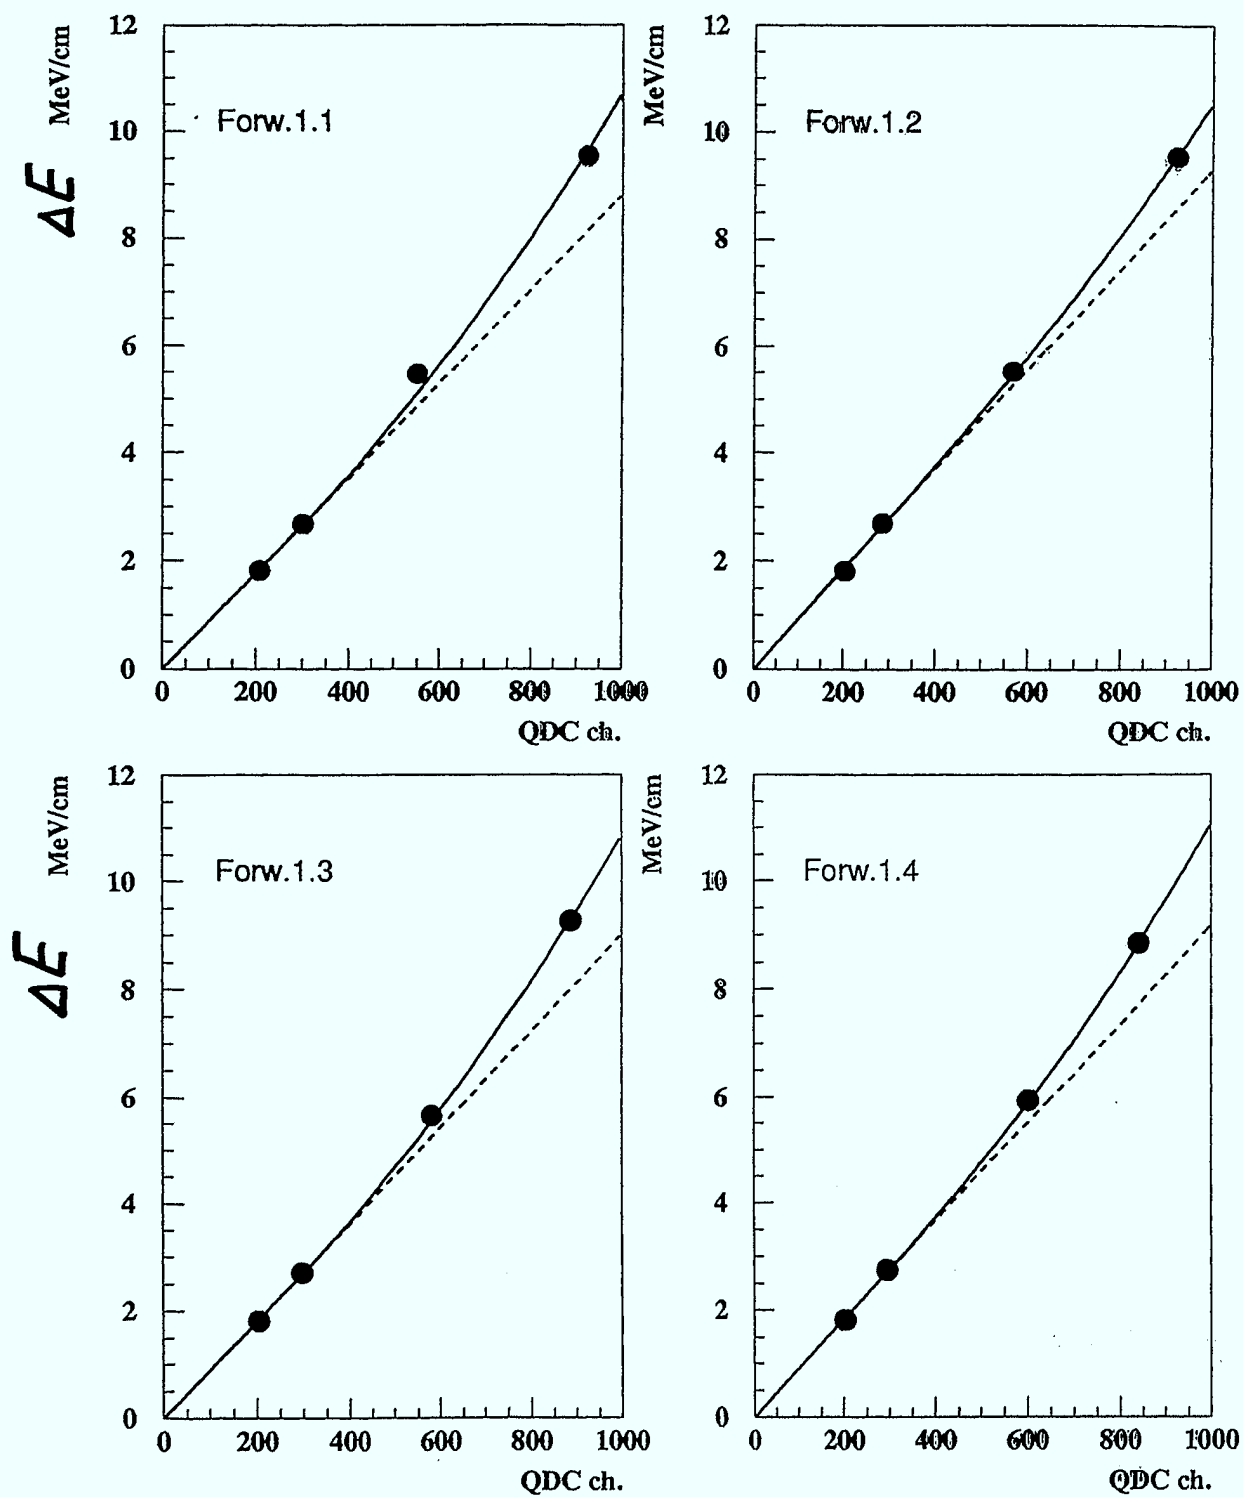 12 MeV/cm 12 MeV/cm
Forw.1.1 Forw.1.2
10 10
ΔE
8 8
6 6
4 4
2 2
0 0
0 200 400 600 800 1000 0 200 400 600 800 1000
QDC ch. QDC ch.
12 MeV/cm 12 MeV/cm
Forw.1.3 Forw.1.4
10 10
ΔE
8 8
6 6
4 4
2 2
0 0
0 200 400 600 800 1000 0 200 400 600 800 1000
QDC ch. QDC ch.